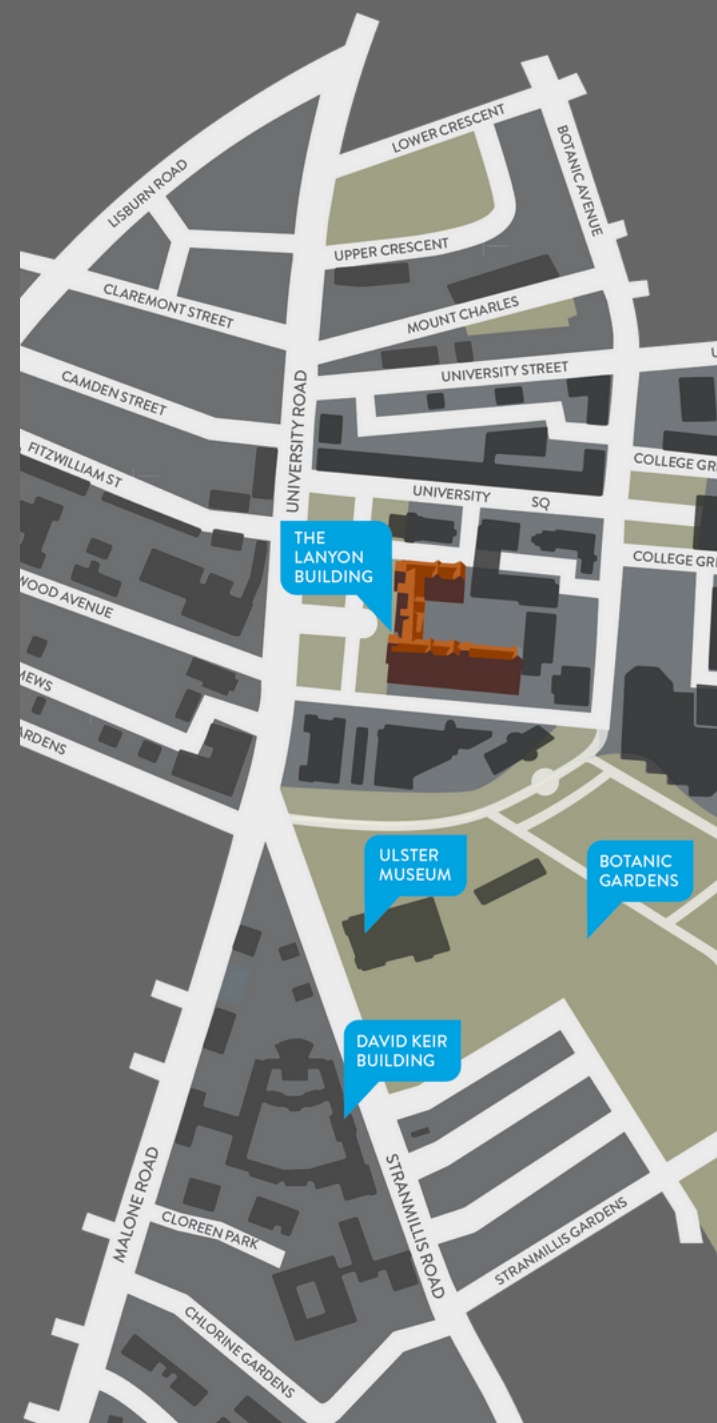 LOWER CRESCENT
BOTANIC AVENUE
LISBURN ROAD
UPPER CRESCENT
CLAREMONT STREET
MOUNT CHARLES
UNIVERSITY STREET
U
CAMDEN STREET
UNIVERSITY ROAD
FITZWILLIAM ST
COLLEGE GRE
UNIVERSITY SQ
THE
LANYON
BUILDING
COLLEGE GRE
WOOD AVENUE
MEWS
ARDENS
ULSTER
MUSEUM
BOTANIC
GARDENS
DAVID KEIR
BUILDING
MALONE ROAD
STRANMILLIS ROAD
CLOREEN PARK
STRANMILLIS GARDENS
CHLORINE GARDENS